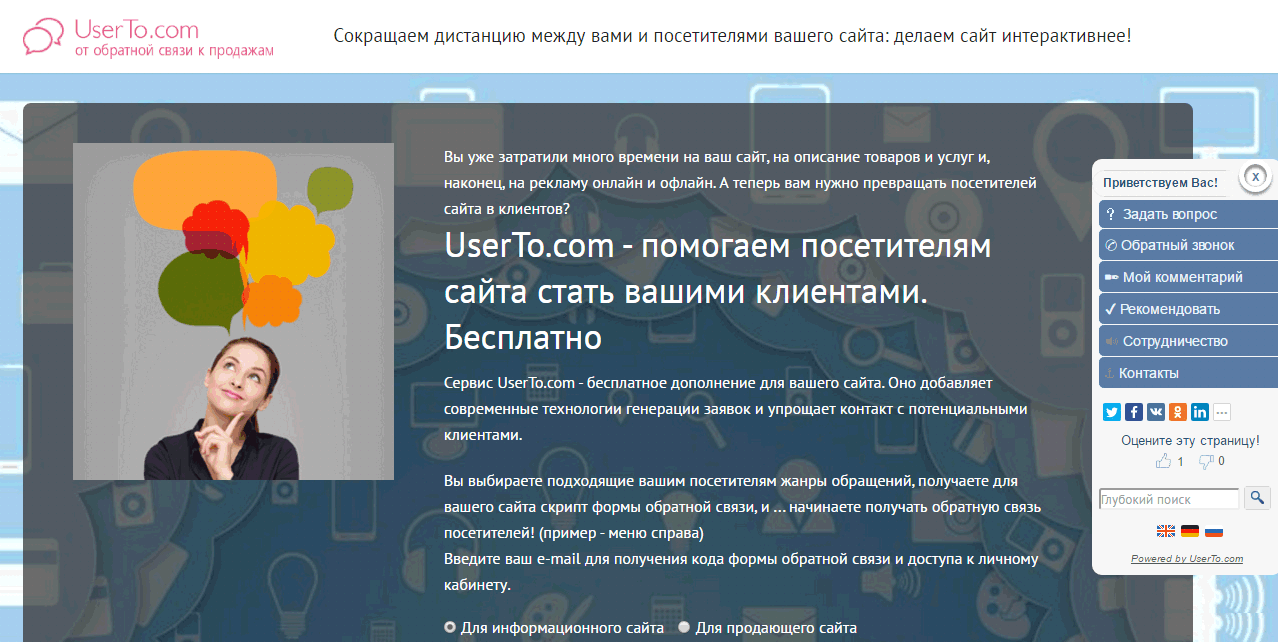 UserTo.com
от обратной связи к продажам
Сокращаем дистанцию между вами и посетителями вашего сайта: делаем сайт интерактивнее!
Вы уже затратили много времени на ваш сайт, на описание товаров и услуг и,
наконец, на рекламу онлайн и офлайн. А теперь вам нужно превращать посетителей
сайта в клиентов?
UserTo.com - помогаем посетителям
сайта стать вашими клиентами.
Бесплатно
Сервис UserTo.com - бесплатное дополнение для вашего сайта. Оно добавляет
современные технологии генерации заявок и упрощает контакт с потенциальными
клиентами.
Вы выбираете подходящие вашим посетителям жанры обращений, получаете для
вашего сайта скрипт формы обратной связи, и ... начинаете получать обратную связь
посетителей! (пример - меню справа)
Введите ваш e-mail для получения кода формы обратной связи и доступа к личному
кабинету.
Для информационного сайта Для продающего сайта
Приветствуем Вас! x
? Задать вопрос
Обратный звонок
Мой комментарий
Рекомендовать
Сотрудничество
Контакты
Оцените эту страницу!
1 0
Глубокий поиск
Powered by UserTo.com